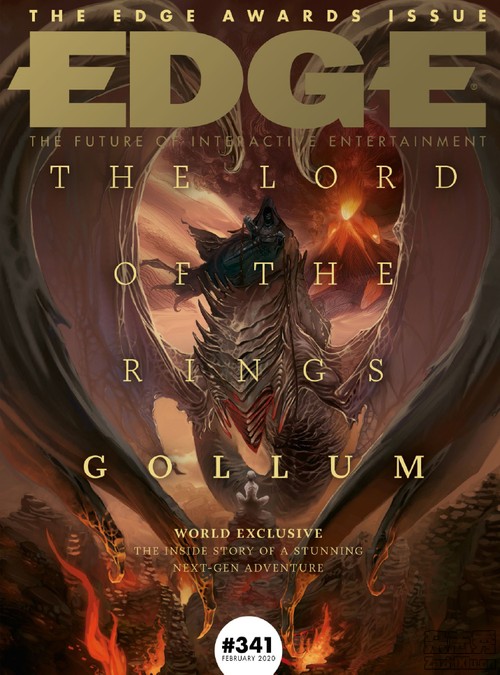 THE EDGE AWARDS ISSUE
EDGE
THE FUTURE OF INTERACTIVE ENTERTAINMENT
THE LORD
OF THE
RINGS
GOLLUM
WORLD EXCLUSIVE
THE INSIDE STORY OF A STUNNING
NEXT-GEN ADVENTURE
#341
FEBRUARY 2020